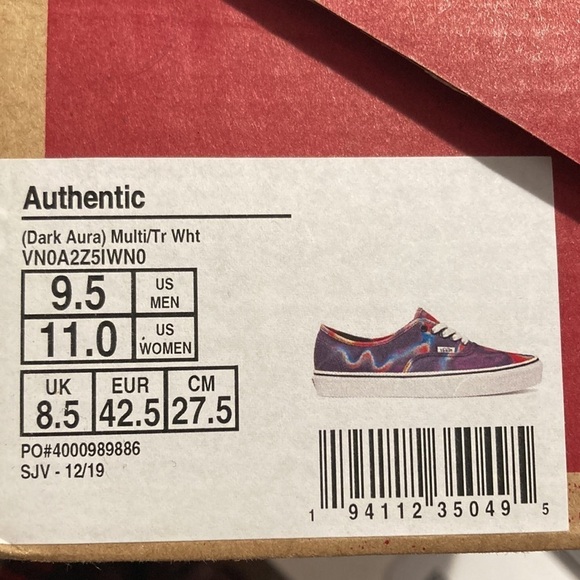 Authentic
(Dark Aura) Multi/Tr Wht
VN0A2Z5IWN0
9.5 US MEN
11.0 US WOMEN
UK EUR CM
8.5 42.5 27.5
PO#4000989886
SJV - 12/19
1 94112 35049 5